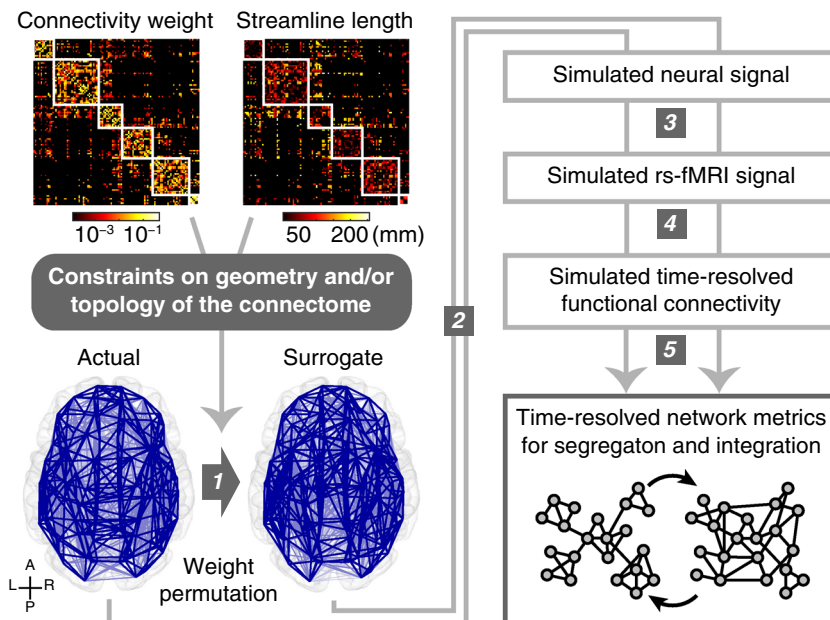 Connectivity weight
Streamline length
10⁻³ 10⁻¹
50 200 (mm)
Constraints on geometry and/or
topology of the connectome
Actual
Surrogate
1
Weight
permutation
A
L R
P
2
Simulated neural signal
3
Simulated rs-fMRI signal
4
Simulated time-resolved
functional connectivity
5
Time-resolved network metrics
for segregaton and integration